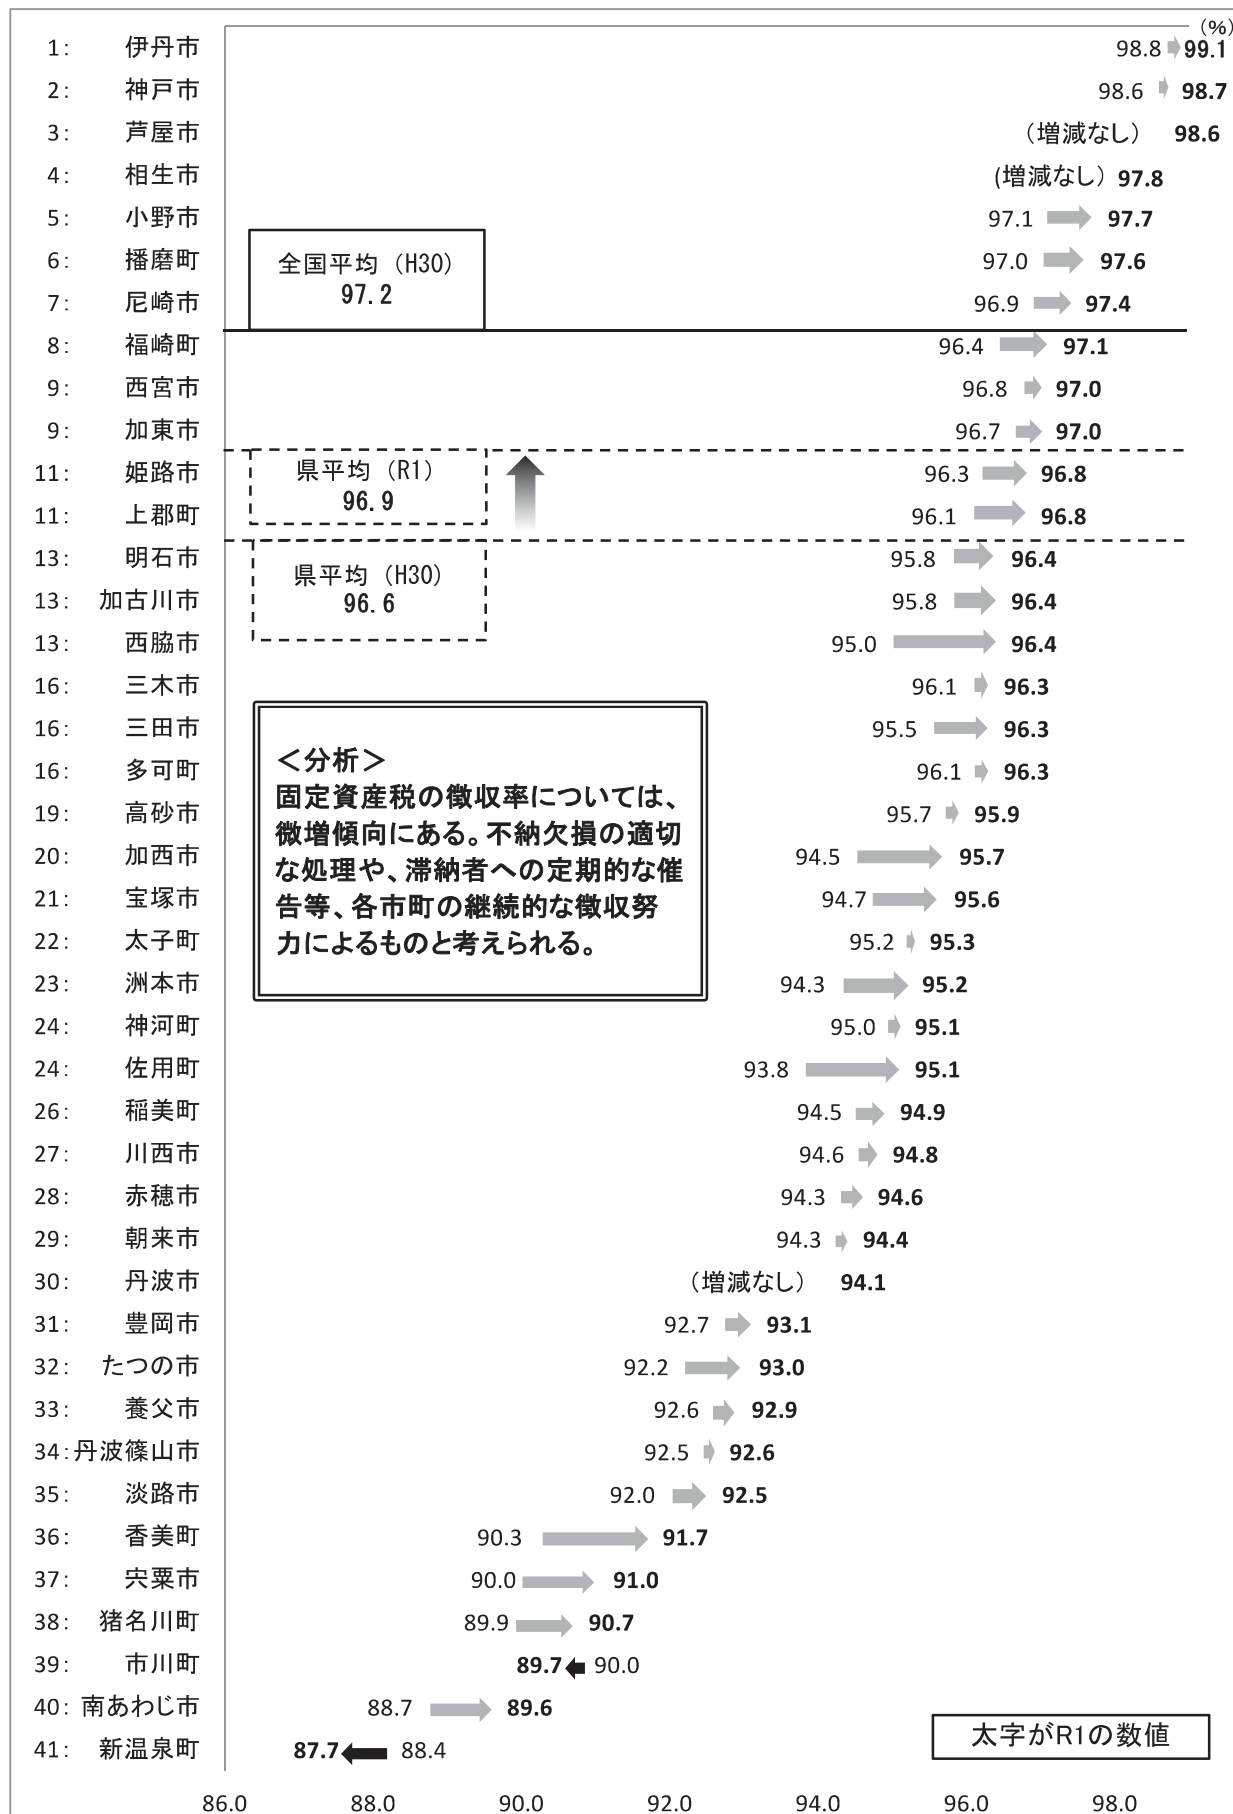 (%)
1: 伊丹市 98.8 99.1
2: 神戸市 98.6 98.7
3: 芦屋市 (増減なし) 98.6
4: 相生市 (増減なし) 97.8
5: 小野市 97.1 97.7
6: 播磨町 97.0 97.6
7: 尼崎市 96.9 97.4
全国平均 (H30)
97.2
8: 福崎町 96.4 97.1
9: 西宮市 96.8 97.0
9: 加東市 96.7 97.0
11: 姫路市 96.3 96.8
県平均 (R1)
96.9
11: 上郡町 96.1 96.8
13: 明石市 95.8 96.4
県平均 (H30)
96.6
13: 加古川市 95.8 96.4
13: 西脇市 95.0 96.4
16: 三木市 96.1 96.3
16: 三田市 95.5 96.3
16: 多可町 96.1 96.3
19: 高砂市 95.7 95.9
20: 加西市 94.5 95.7
21: 宝塚市 94.7 95.6
22: 太子町 95.2 95.3
<分析>
固定資産税の徴収率については、
微増傾向にある。不納欠損の適切
な処理や、滞納者への定期的な催
告等、各市町の継続的な徴収努
力によるものと考えられる。
23: 洲本市 94.3 95.2
24: 神河町 95.0 95.1
24: 佐用町 93.8 95.1
26: 稲美町 94.5 94.9
27: 川西市 94.6 94.8
28: 赤穂市 94.3 94.6
29: 朝来市 94.3 94.4
30: 丹波市 (増減なし) 94.1
31: 豊岡市 92.7 93.1
32: たつの市 92.2 93.0
33: 養父市 92.6 92.9
34: 丹波篠山市 92.5 92.6
35: 淡路市 92.0 92.5
36: 香美町 90.3 91.7
37: 宍粟市 90.0 91.0
38: 猪名川町 89.9 90.7
39: 市川町 89.7 90.0
40: 南あわじ市 88.7 89.6
41: 新温泉町 87.7 88.4
太字がR1の数値
86.0 88.0 90.0 92.0 94.0 96.0 98.0